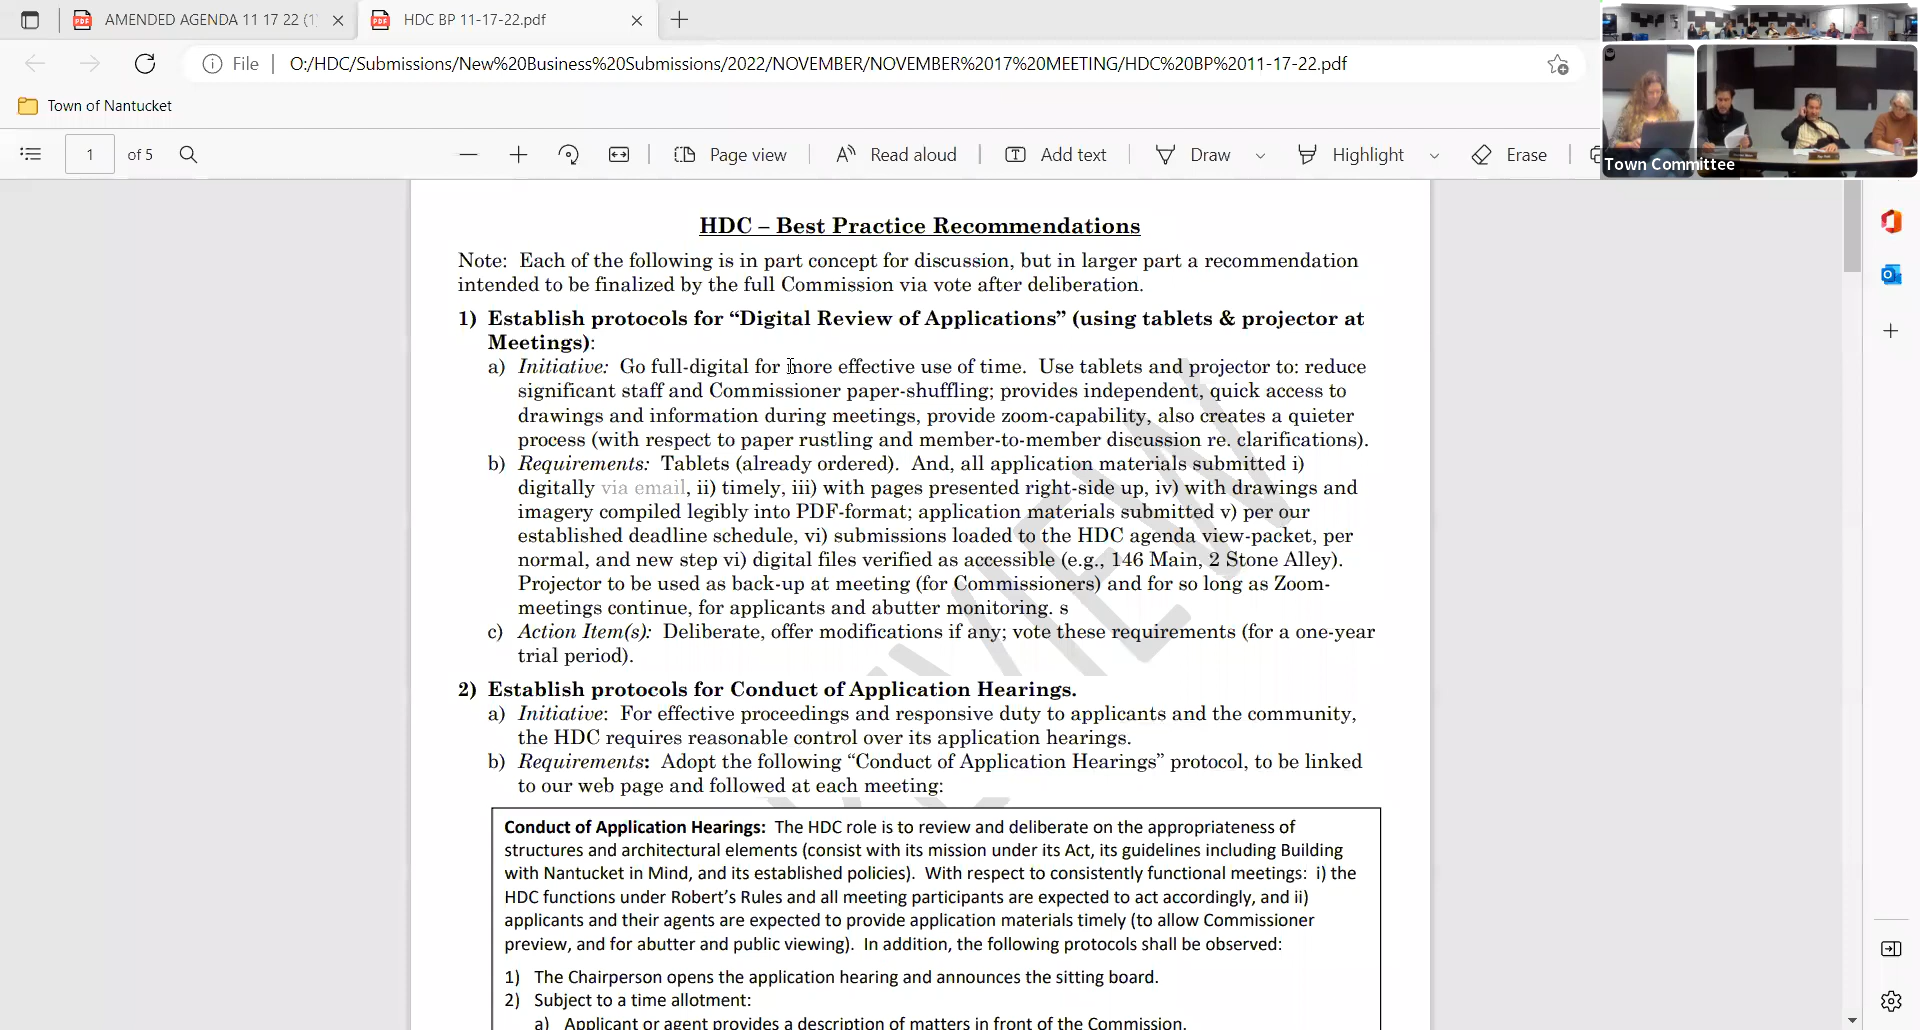 AMENDED AGENDA 11 17 22 (1
HDC BP 11-17-22.pdf
File
O:/HDC/Submissions/New%20Business%20Submissions/2022/NOVEMBER/NOVEMBER%2017%20MEETING/HDC%20BP%2011-17-22.pdf
Town of Nantucket
1 of 5
Page view
Read aloud
Add text
Draw
Highlight
Erase
Town Committee
HDC – Best Practice Recommendations
Note: Each of the following is in part concept for discussion, but in larger part a recommendation
intended to be finalized by the full Commission via vote after deliberation.
1) Establish protocols for “Digital Review of Applications” (using tablets & projector at
Meetings):
a) Initiative: Go full-digital for more effective use of time. Use tablets and projector to: reduce
significant staff and Commissioner paper-shuffling; provides independent, quick access to
drawings and information during meetings, provide zoom-capability, also creates a quieter
process (with respect to paper rustling and member-to-member discussion re. clarifications).
b) Requirements: Tablets (already ordered). And, all application materials submitted i)
digitally via email, ii) timely, iii) with pages presented right-side up, iv) with drawings and
imagery compiled legibly into PDF-format; application materials submitted v) per our
established deadline schedule, vi) submissions loaded to the HDC agenda view-packet, per
normal, and new step vi) digital files verified as accessible (e.g., 146 Main, 2 Stone Alley).
Projector to be used as back-up at meeting (for Commissioners) and for so long as Zoom-
meetings continue, for applicants and abutter monitoring. s
c) Action Item(s): Deliberate, offer modifications if any; vote these requirements (for a one-year
trial period).
2) Establish protocols for Conduct of Application Hearings.
a) Initiative: For effective proceedings and responsive duty to applicants and the community,
the HDC requires reasonable control over its application hearings.
b) Requirements: Adopt the following “Conduct of Application Hearings” protocol, to be linked
to our web page and followed at each meeting:
Conduct of Application Hearings: The HDC role is to review and deliberate on the appropriateness of
structures and architectural elements (consist with its mission under its Act, its guidelines including Building
with Nantucket in Mind, and its established policies). With respect to consistently functional meetings: i) the
HDC functions under Robert’s Rules and all meeting participants are expected to act accordingly, and ii)
applicants and their agents are expected to provide application materials timely (to allow Commissioner
preview, and for abutter and public viewing). In addition, the following protocols shall be observed:
1) The Chairperson opens the application hearing and announces the sitting board.
2) Subject to a time allotment:
a) Applicant or agent provides a description of matters in front of the Commission.